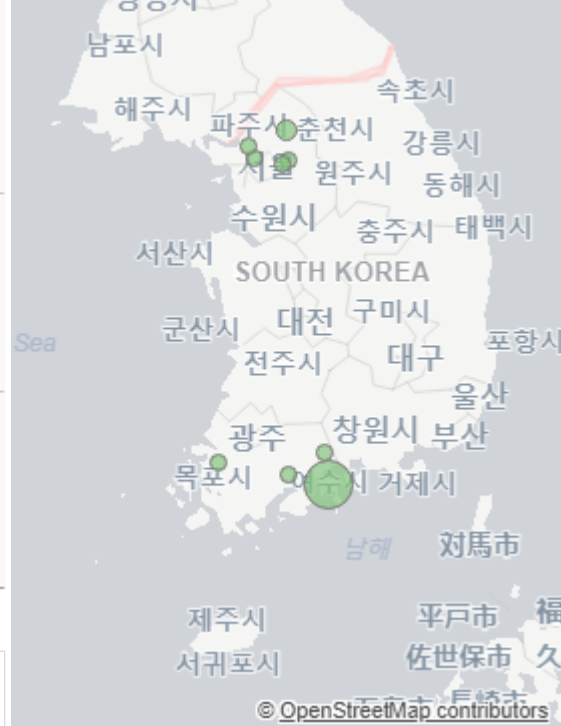 남포시
속초시
해주시
파주시
춘천시
강릉시
서울
원주시
동해시
수원시
충주시
태백시
서산시
SOUTH KOREA
대전
구미시
군산시
Sea
포항시
전주시
대구
울산
광주
창원시
부산
목포시
여수시
거제시
남해
対馬市
제주시
平戸市
福
서귀포시
佐世保市
久
長崎市
© OpenStreetMap contributors